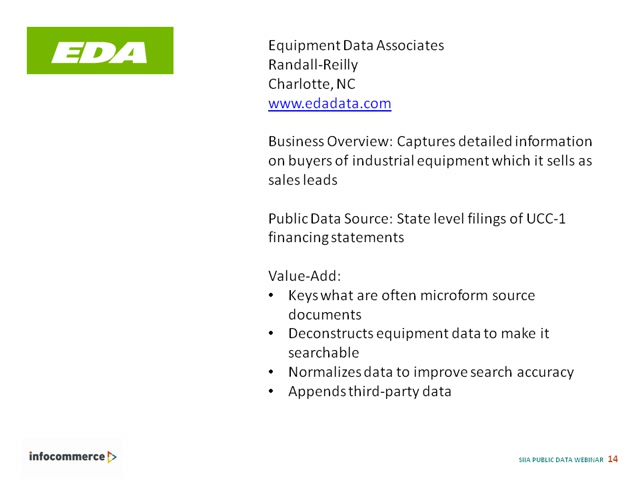 EDA
Equipment Data Associates
Randall-Reilly
Charlotte, NC
www.edadata.com
Business Overview: Captures detailed information
on buyers of industrial equipment which it sells as
sales leads
Public Data Source: State level filings of UCC-1
financing statements
Value-Add:
• Keys what are often microform source
documents
• Deconstructs equipment data to make it
searchable
• Normalizes data to improve search accuracy
• Appends third-party data
infocommerce
SIIA PUBLIC DATA WEBINAR 14